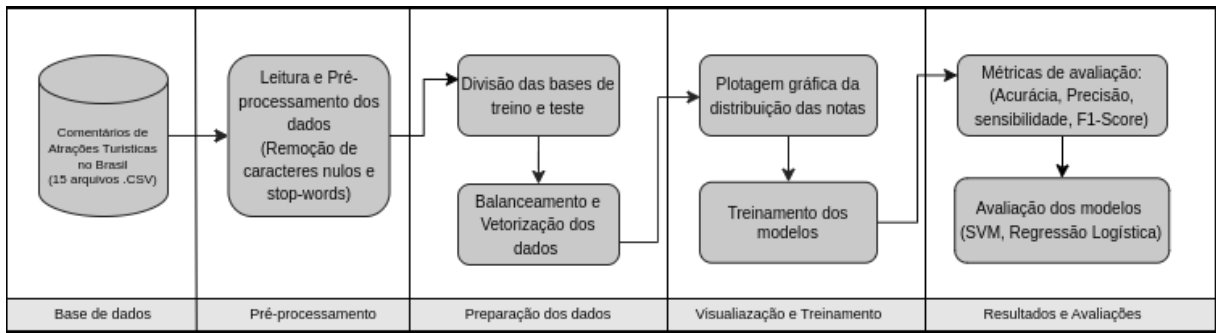 Comentários de
Atrações Turisticas
no Brasil
(15 arquivos .CSV)
Leitura e Pré-
processamento dos
dados
(Remoção de
caracteres nulos e
stop-words)
Divisão das bases de
treino e teste
Balanceamento e
Vetorização dos
dados
Plotagem gráfica da
distribuição das notas
Treinamento dos
modelos
Métricas de avaliação:
(Acurácia, Precisão,
sensibilidade, F1-Score)
Avaliação dos modelos
(SVM, Regressão Logística)
Base de dados
Pré-processamento
Preparação dos dados
Visualiazação e Treinamento
Resultados e Avaliações